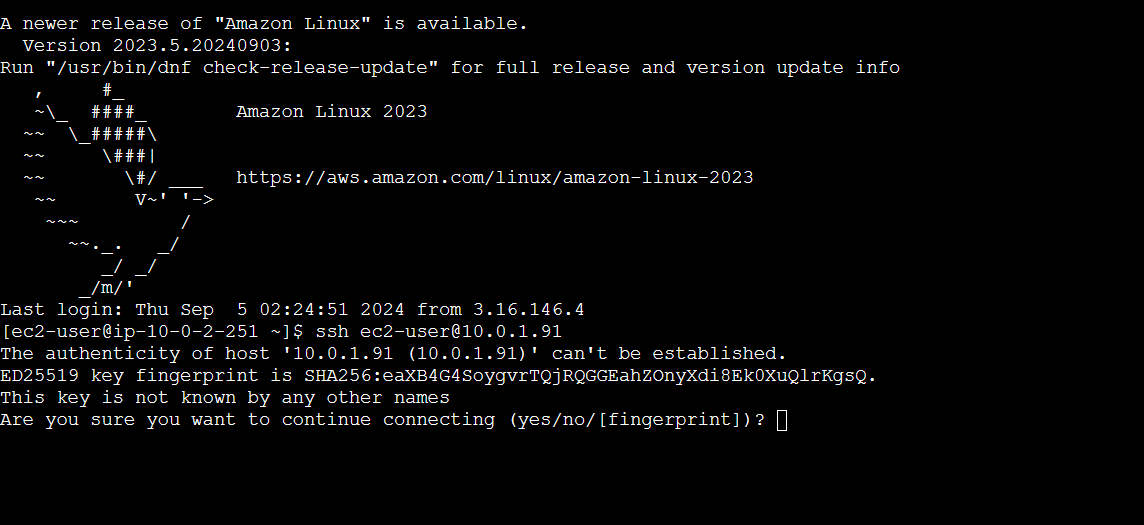 A newer release of "Amazon Linux" is available.
  Version 2023.5.20240903:
Run "/usr/bin/dnf check-release-update" for full release and version update info
   ,     #_
   ~\_  ####_        Amazon Linux 2023
  ~~  \_#####\
  ~~     \###|
  ~~       \#/ ___   https://aws.amazon.com/linux/amazon-linux-2023
   ~~       V~' '->
    ~~~         /
      ~~._.   _/
         _/ _/
       _/m/'
Last login: Thu Sep  5 02:24:51 2024 from 3.16.146.4
[ec2-user@ip-10-0-2-251 ~]$ ssh ec2-user@10.0.1.91
The authenticity of host '10.0.1.91 (10.0.1.91)' can't be established.
ED25519 key fingerprint is SHA256:eaXB4G4SoygvrTQjRQGGEahZOnyXdi8Ek0XuQlrKgsQ.
This key is not known by any other names
Are you sure you want to continue connecting (yes/no/[fingerprint])?